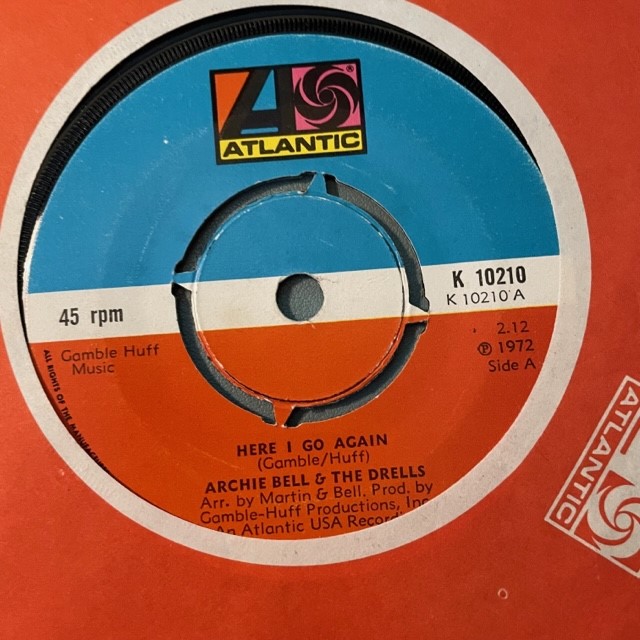 ATLANTIC
45 rpm
K 10210
K 10210 A
Gamble Huff
Music
2.12
℗ 1972
Side A
ALL RIGHTS OF THE
HERE I GO AGAIN
(Gamble/Huff)
ARCHIE BELL & THE DRELLS
Arr. by Martin & Bell. Prod. by
Gamble-Huff Productions, Inc
An Atlantic USA Recor
ATLANTIC